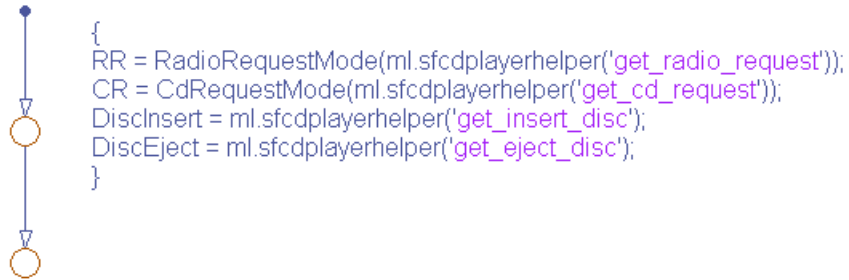 {
RR = RadioRequestMode(ml.sfcdplayerhelper('get_radio_request'));
CR = CdRequestMode(ml.sfcdplayerhelper('get_cd_request'));
DiscInsert = ml.sfcdplayerhelper('get_insert_disc');
DiscEject = ml.sfcdplayerhelper('get_eject_disc');
}